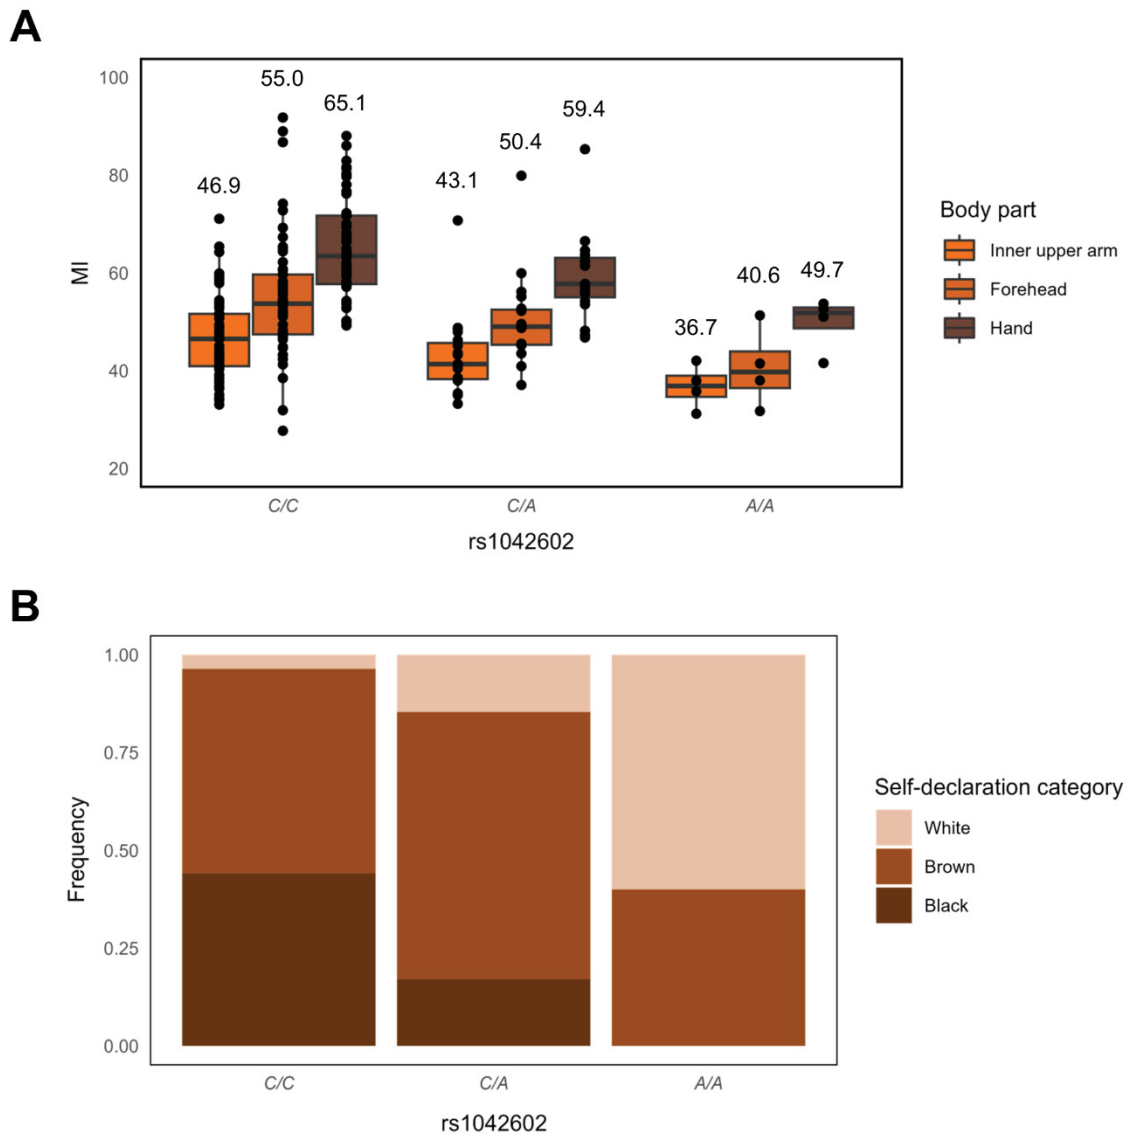 A
100
80
60
40
20
MI
46.9
55.0
65.1
43.1
50.4
59.4
36.7
40.6
49.7
C/C
C/A
A/A
rs1042602
Body part
Inner upper arm
Forehead
Hand
B
1.00
0.75
0.50
0.25
0.00
Frequency
C/C
C/A
A/A
rs1042602
Self-declaration category
White
Brown
Black